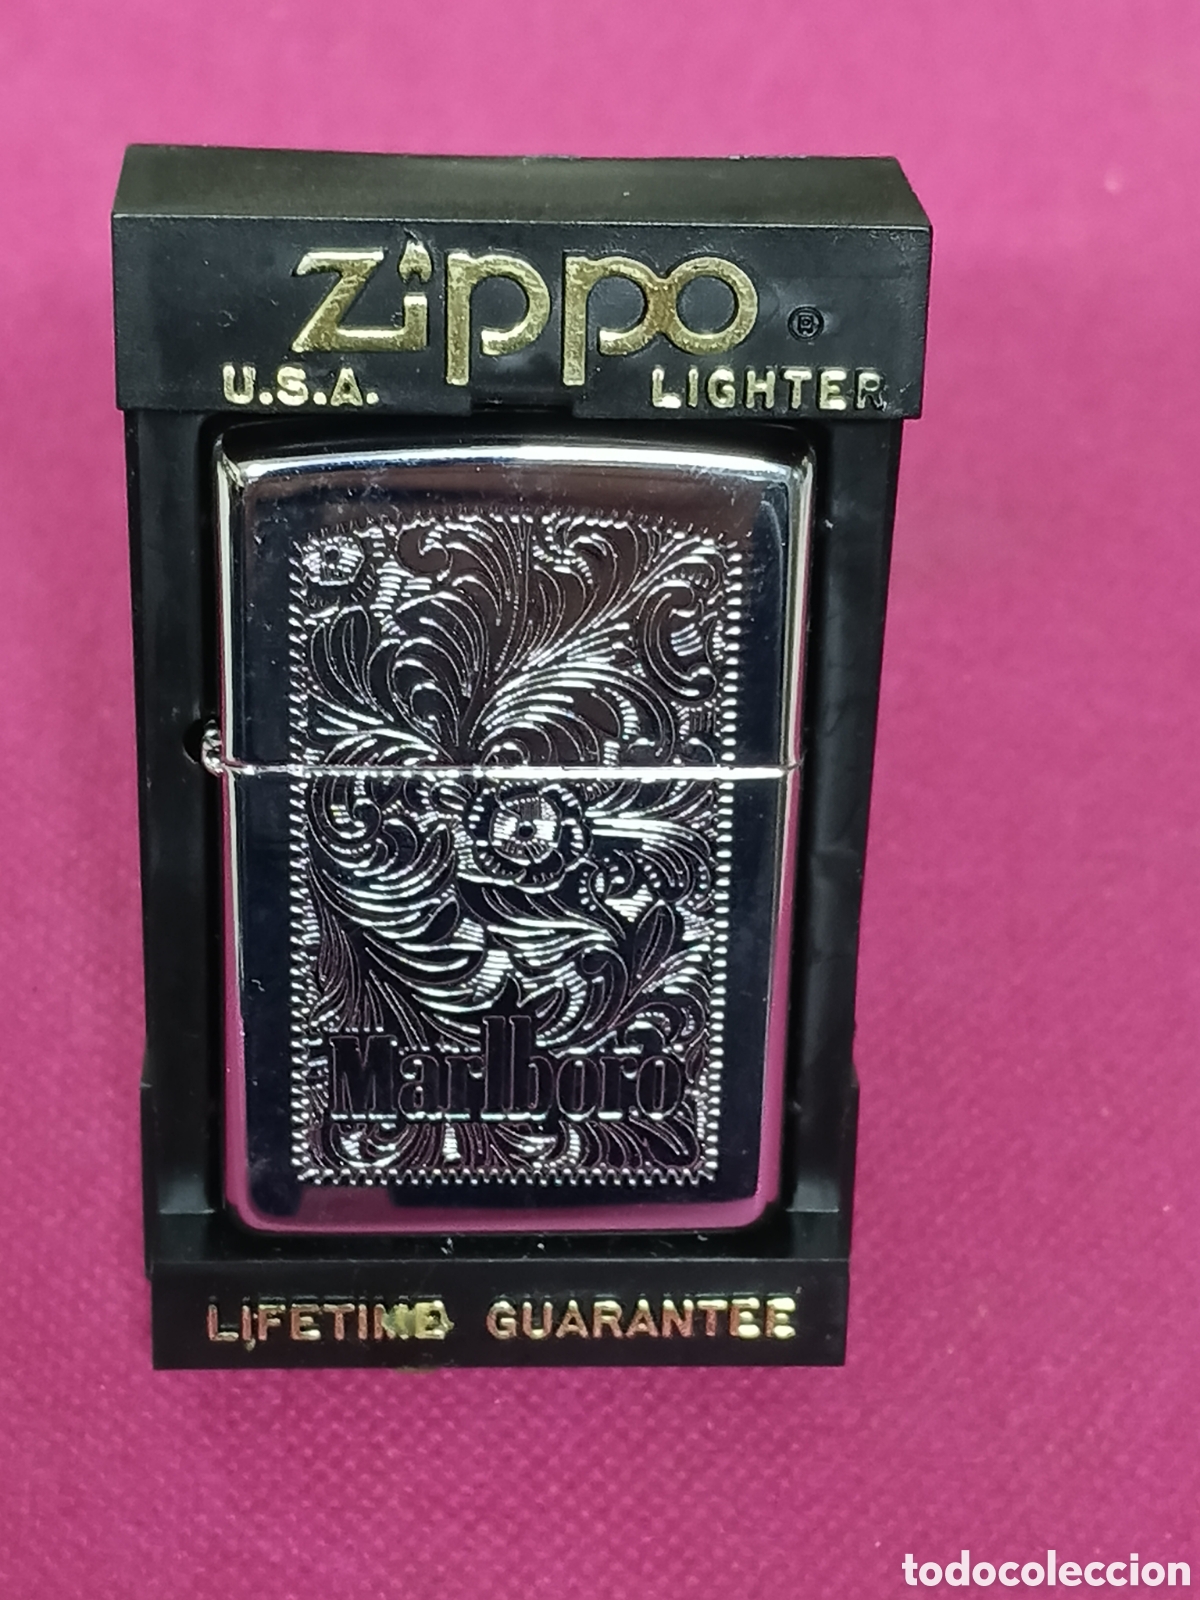 Zippo ®
U.S.A. LIGHTER
Marlboro
LIFETIME GUARANTEE
todocoleccion